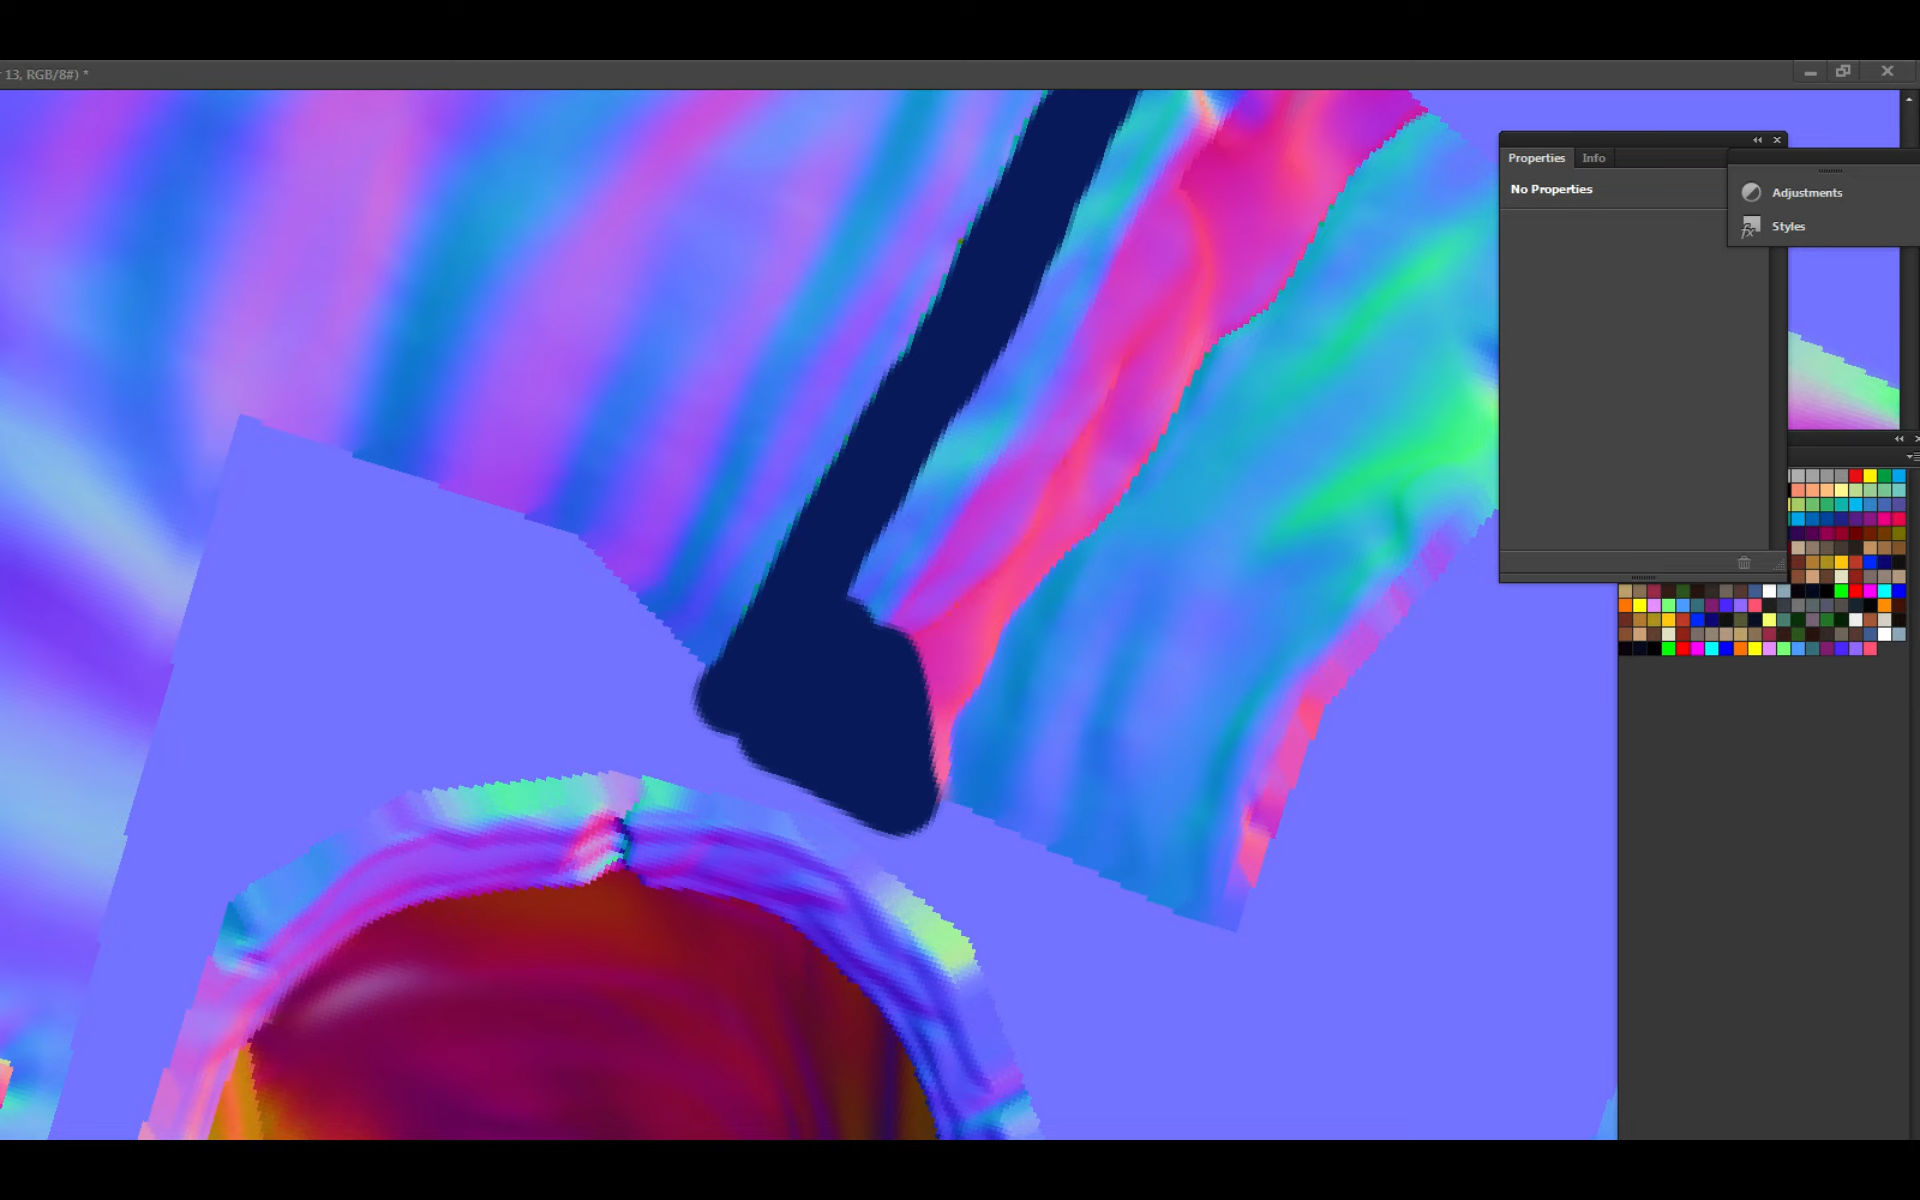 13, RGB/8#) *
Properties
Info
No Properties
Adjustments
Styles